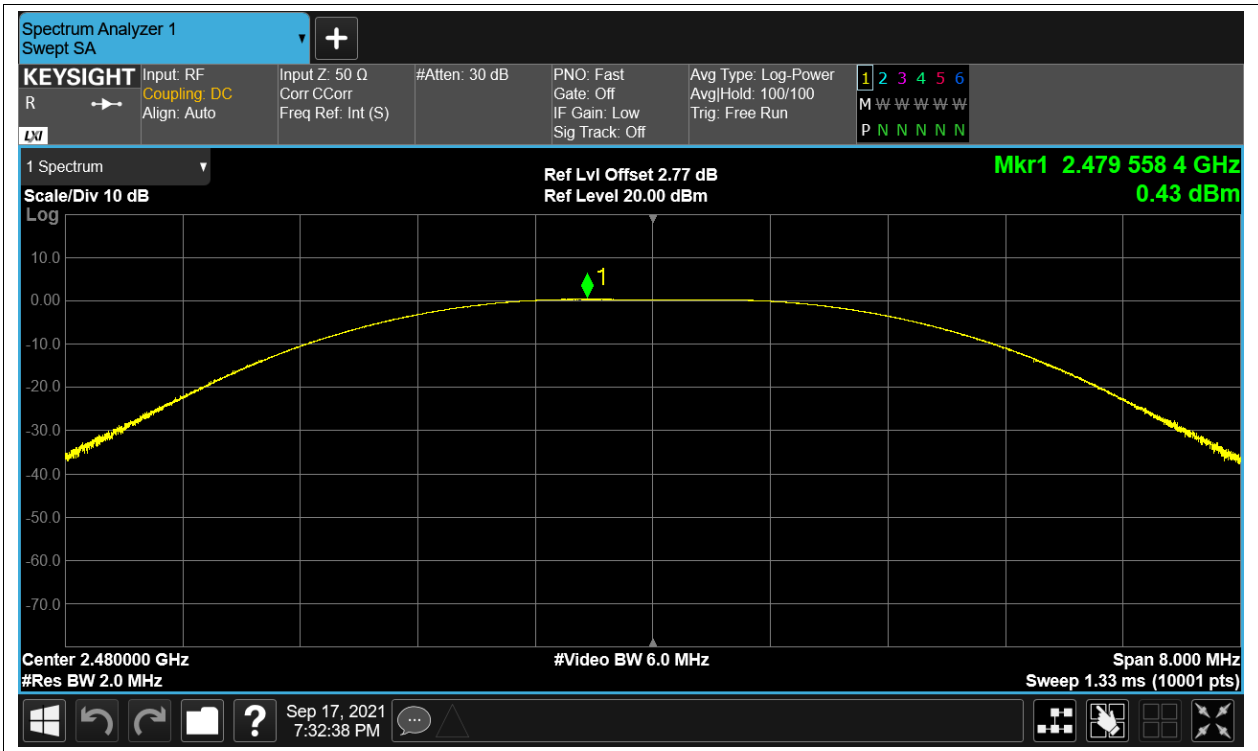 Spectrum Analyzer 1
Swept SA
KEYSIGHT
R
LXI
Input: RF
Coupling: DC
Align: Auto
Input Z: 50 Ω
Corr CCorr
Freq Ref: Int (S)
#Atten: 30 dB
PNO: Fast
Gate: Off
IF Gain: Low
Sig Track: Off
Avg Type: Log-Power
Avg|Hold: 100/100
Trig: Free Run
1 2 3 4 5 6
M W W W W W
P N N N N N
1 Spectrum
Scale/Div 10 dB
Log
Ref Lvl Offset 2.77 dB
Ref Level 20.00 dBm
Mkr1 2.479 558 4 GHz
0.43 dBm
10.0
0.00
-10.0
-20.0
-30.0
-40.0
-50.0
-60.0
-70.0
1
Center 2.480000 GHz
#Res BW 2.0 MHz
#Video BW 6.0 MHz
Span 8.000 MHz
Sweep 1.33 ms (10001 pts)
?
Sep 17, 2021
7:32:38 PM